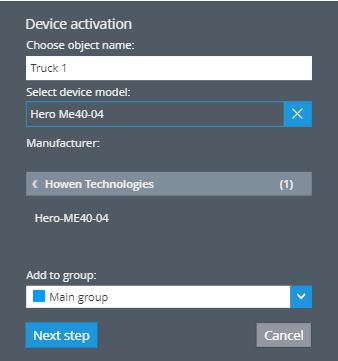 Device activation
Choose object name:
Truck 1
Select device model:
Hero Me40-04
Manufacturer:
Howen Technologies (1)
Hero-ME40-04
Add to group:
Main group
Next step Cancel